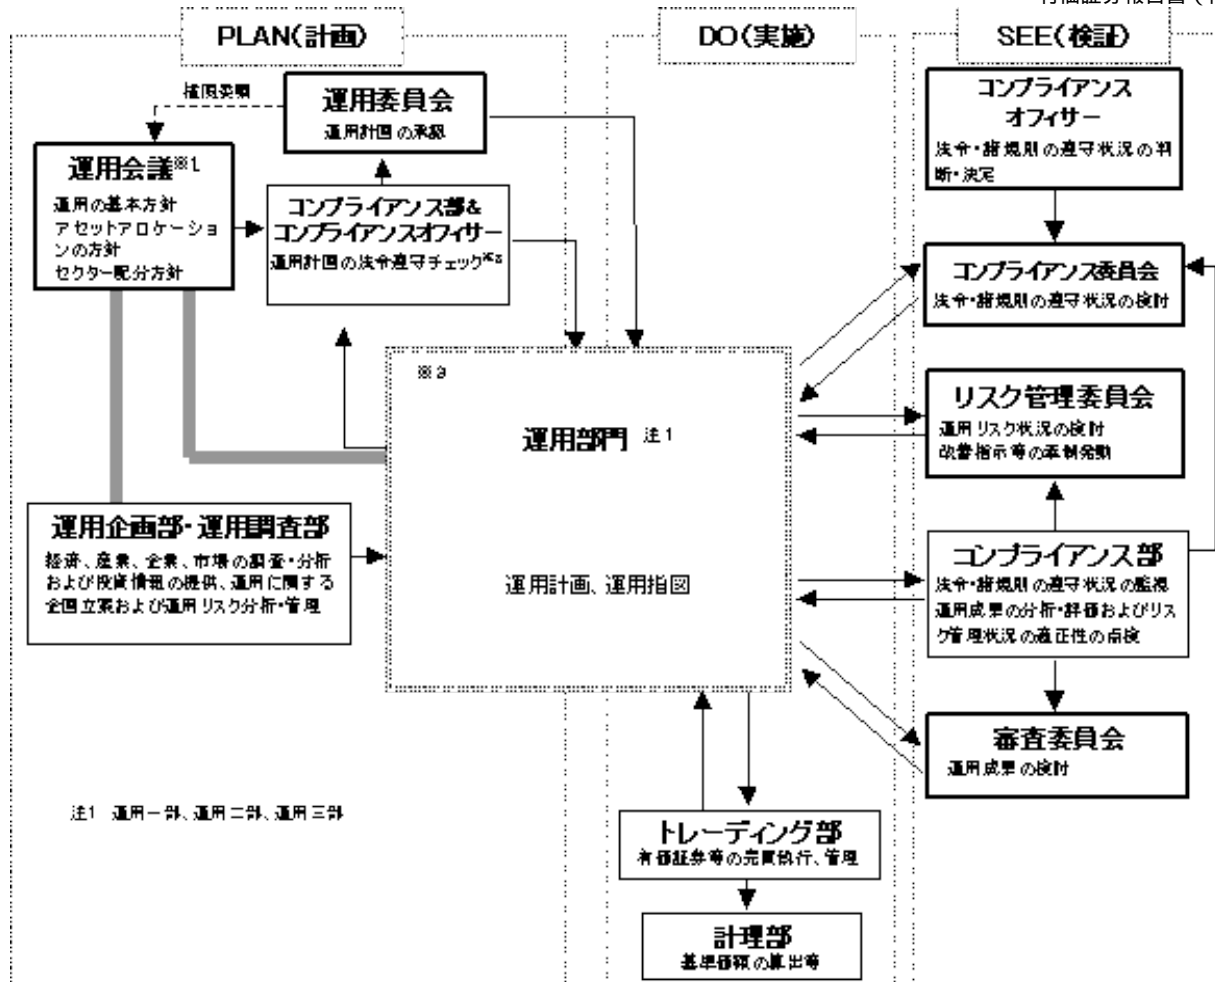 有価証券報告書(
PLAN(計画)
DO(実施)
SEE(検証)
権限委嘱
運用委員会
運用計画の承認
運用会議※1
運用の基本方針
アセットアロケーショ
ンの方針
セクター配分方針
コンプライアンス部&
コンプライアンスオフィサー
運用計画の法令遵守チェック※2
コンプライアンス
オフィサー
法令・諸規則の遵守状況の判
断・決定
コンプライアンス委員会
法令・諸規則の遵守状況の検討
※3
運用部門 注1
運用計画、運用指図
リスク管理委員会
運用リスク状況の検討
改善指示等の牽制発動
運用企画部・運用調査部
経済、産業、企業、市場の調査・分析
および投資情報の提供、運用に関する
企画立案および運用リスク分析・管理
コンプライアンス部
法令・諸規則の遵守状況の監視
運用成果の分析・評価およびリス
ク管理状況の適正性の点検
審査委員会
運用成果の検討
注1 運用一部、運用二部、運用三部
トレーディング部
有価証券等の売買執行、管理
計理部
基準価額の算出等